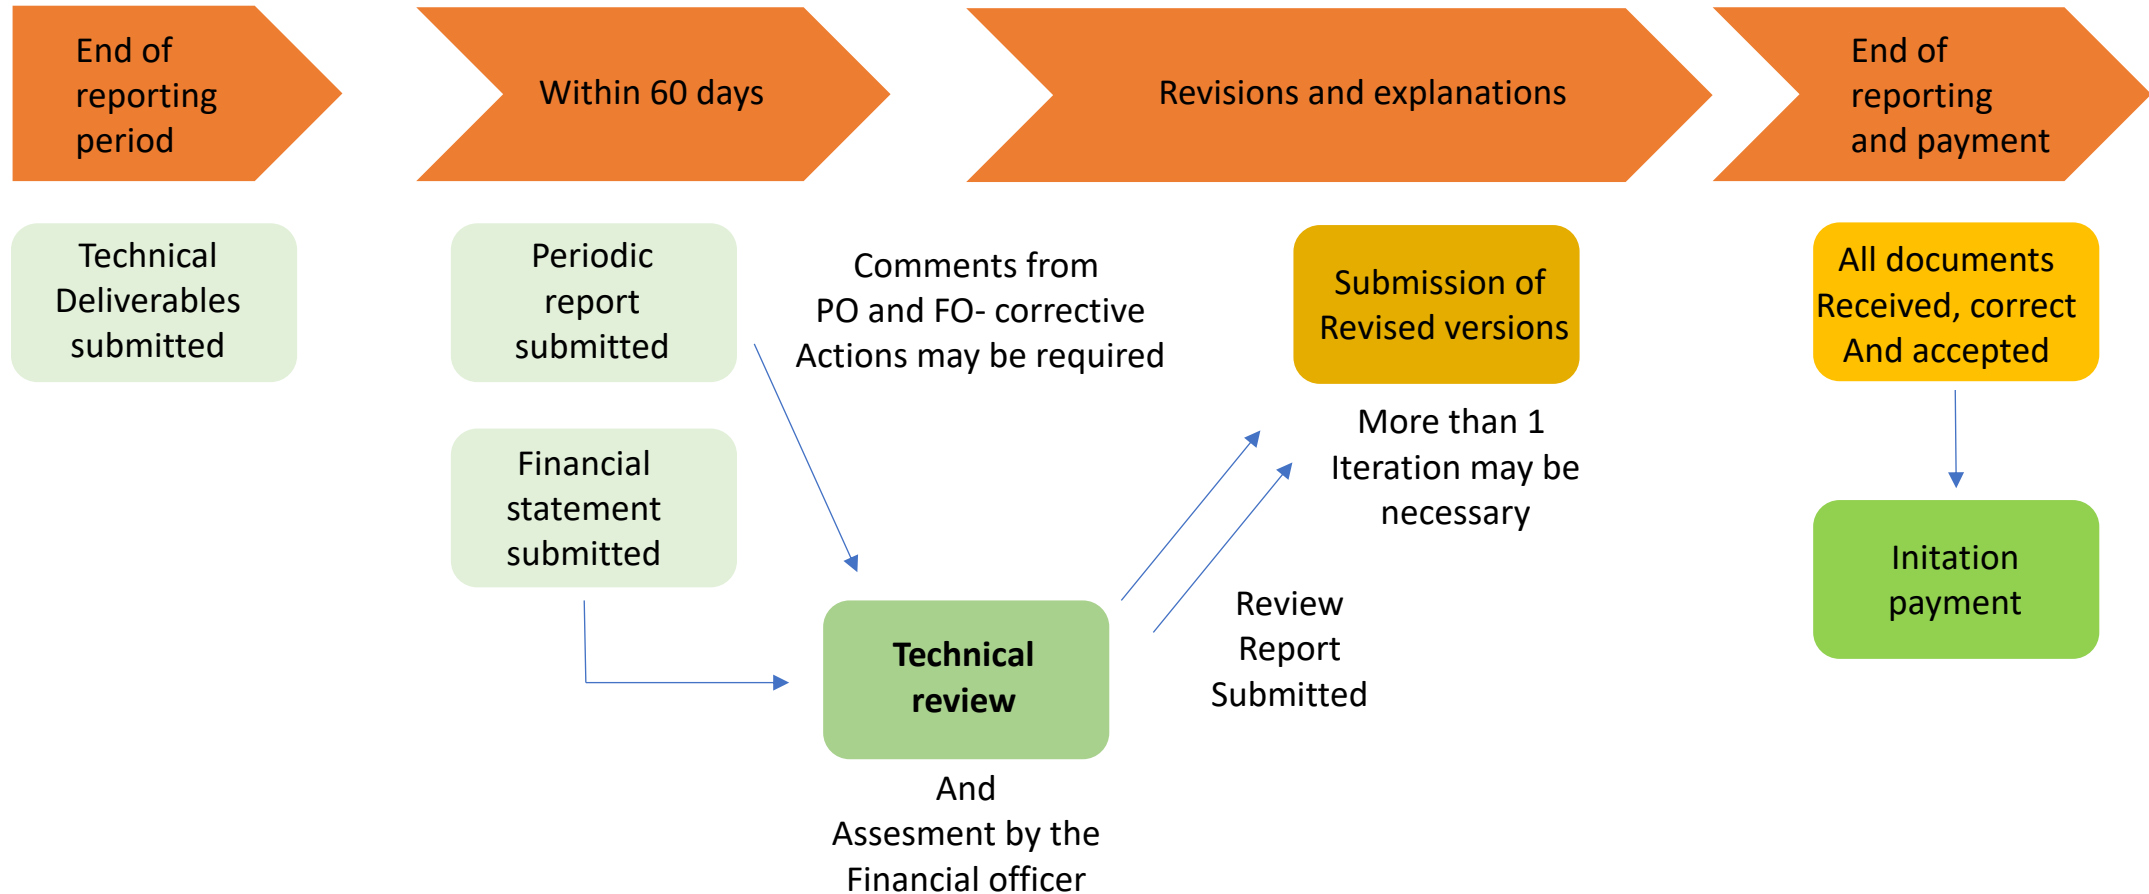 End of
reporting
period
Within 60 days
Revisions and explanations
End of
reporting
and payment
Technical
Deliverables
submitted
Periodic
report
submitted
Comments from
PO and FO- corrective
Actions may be required
Submission of
Revised versions
All documents
Received, correct
And accepted
Financial
statement
submitted
More than 1
Iteration may be
necessary
Initation
payment
Technical
review
Review
Report
Submitted
And
Assesment by the
Financial officer